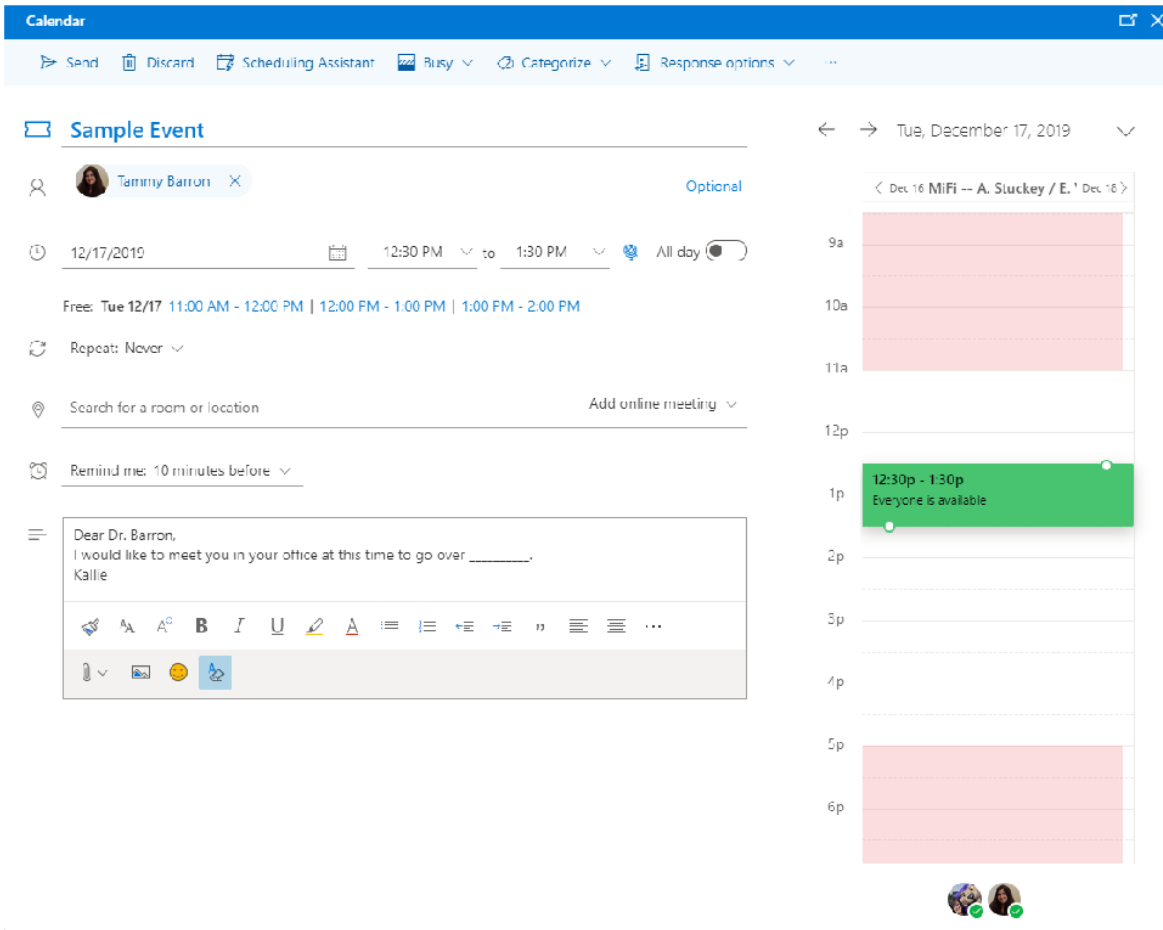 Calendar
Send Discard Scheduling Assistant Busy Categorize Response options ...
Sample Event
Tammy Barron
Optional
12/17/2019 12:30 PM to 1:30 PM All day
Free: Tue 12/17 11:00 AM - 12:00 PM | 12:00 PM - 1:00 PM | 1:00 PM - 2:00 PM
Repeat: Never
Search for a room or location Add online meeting
Remind me: 10 minutes before
Dear Dr. Barron,
I would like to meet you in your office at this time to go over __________.
Kallie
Tue, December 17, 2019
Dec 16 MiFi -- A. Stuckey / E. Dec 18
9a
10a
11a
12p
12:30p - 1:30p
Everyone is available
1p
2p
3p
4p
5p
6p